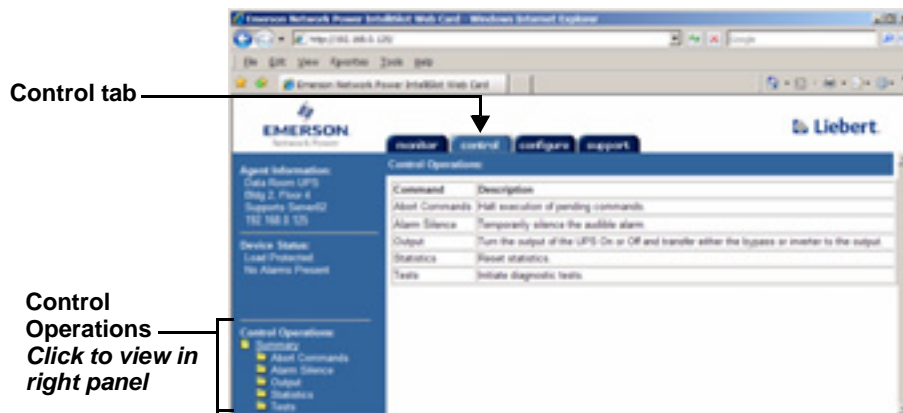 Emerson Network Power IntelliSlot Web Card - Windows Internet Explorer
Google
File Edit View Favorites Tools Help
Emerson Network Power IntelliSlot Web Card
Control tab
EMERSON
Network Power
Liebert
monitor control configure support
Agent Information:
Data Room UPS
Bldg 2, Floor 4
Supports Server02
192.168.0.125
Device Status:
Load Protected
No Alarms Present
Control Operations:
Command Description
Abort Commands Halt execution of pending commands.
Alarm Silence Temporarily silence the audible alarm.
Output Turn the output of the UPS On or Off and transfer either the bypass or inverter to the output.
Statistics Reset statistics.
Tests Initiate diagnostic tests.
Control
Operations
Click to view in
right panel
Control Operations:
Summary
Abort Commands
Alarm Silence
Output
Statistics
Tests